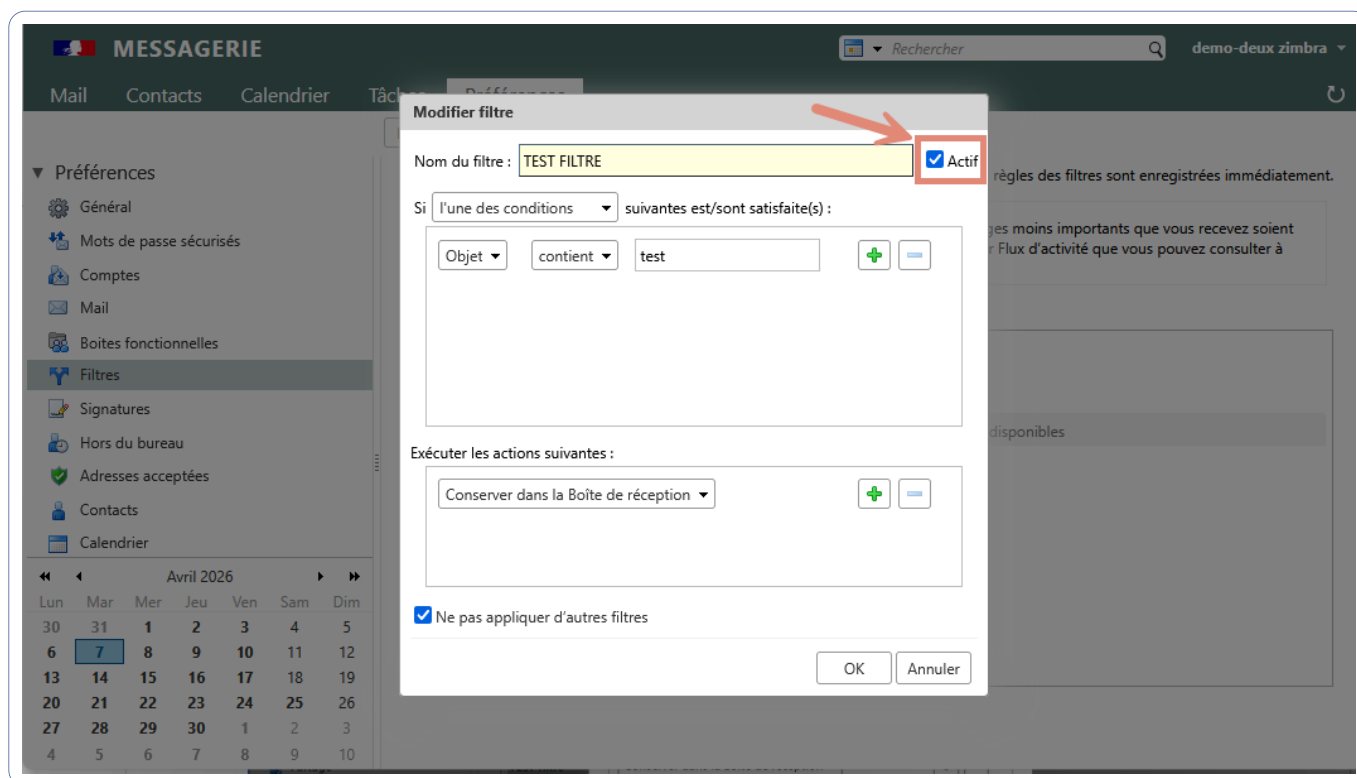 MESSAGERIE
Rechercher
demo-deux zimbra
Mail Contacts Calendrier Tâches Préférences
Modifier filtre
Nom du filtre : TEST FILTRE Actif
Si l'une des conditions suivantes est/sont satisfaite(s) :
Objet contient test
Exécuter les actions suivantes :
Conserver dans la Boîte de réception
Ne pas appliquer d'autres filtres
OK Annuler
règles des filtres sont enregistrées immédiatement.
moins importants que vous recevez soient
Flux d'activité que vous pouvez consulter à
disponibles
Préférences
Général
Mots de passe sécurisés
Comptes
Mail
Boites fonctionnelles
Filtres
Signatures
Hors du bureau
Adresses acceptées
Contacts
Calendrier
Avril 2026
Lun Mar Mer Jeu Ven Sam Dim
30 31 1 2 3 4 5
6 7 8 9 10 11 12
13 14 15 16 17 18 19
20 21 22 23 24 25 26
27 28 29 30 1 2 3
4 5 6 7 8 9 10